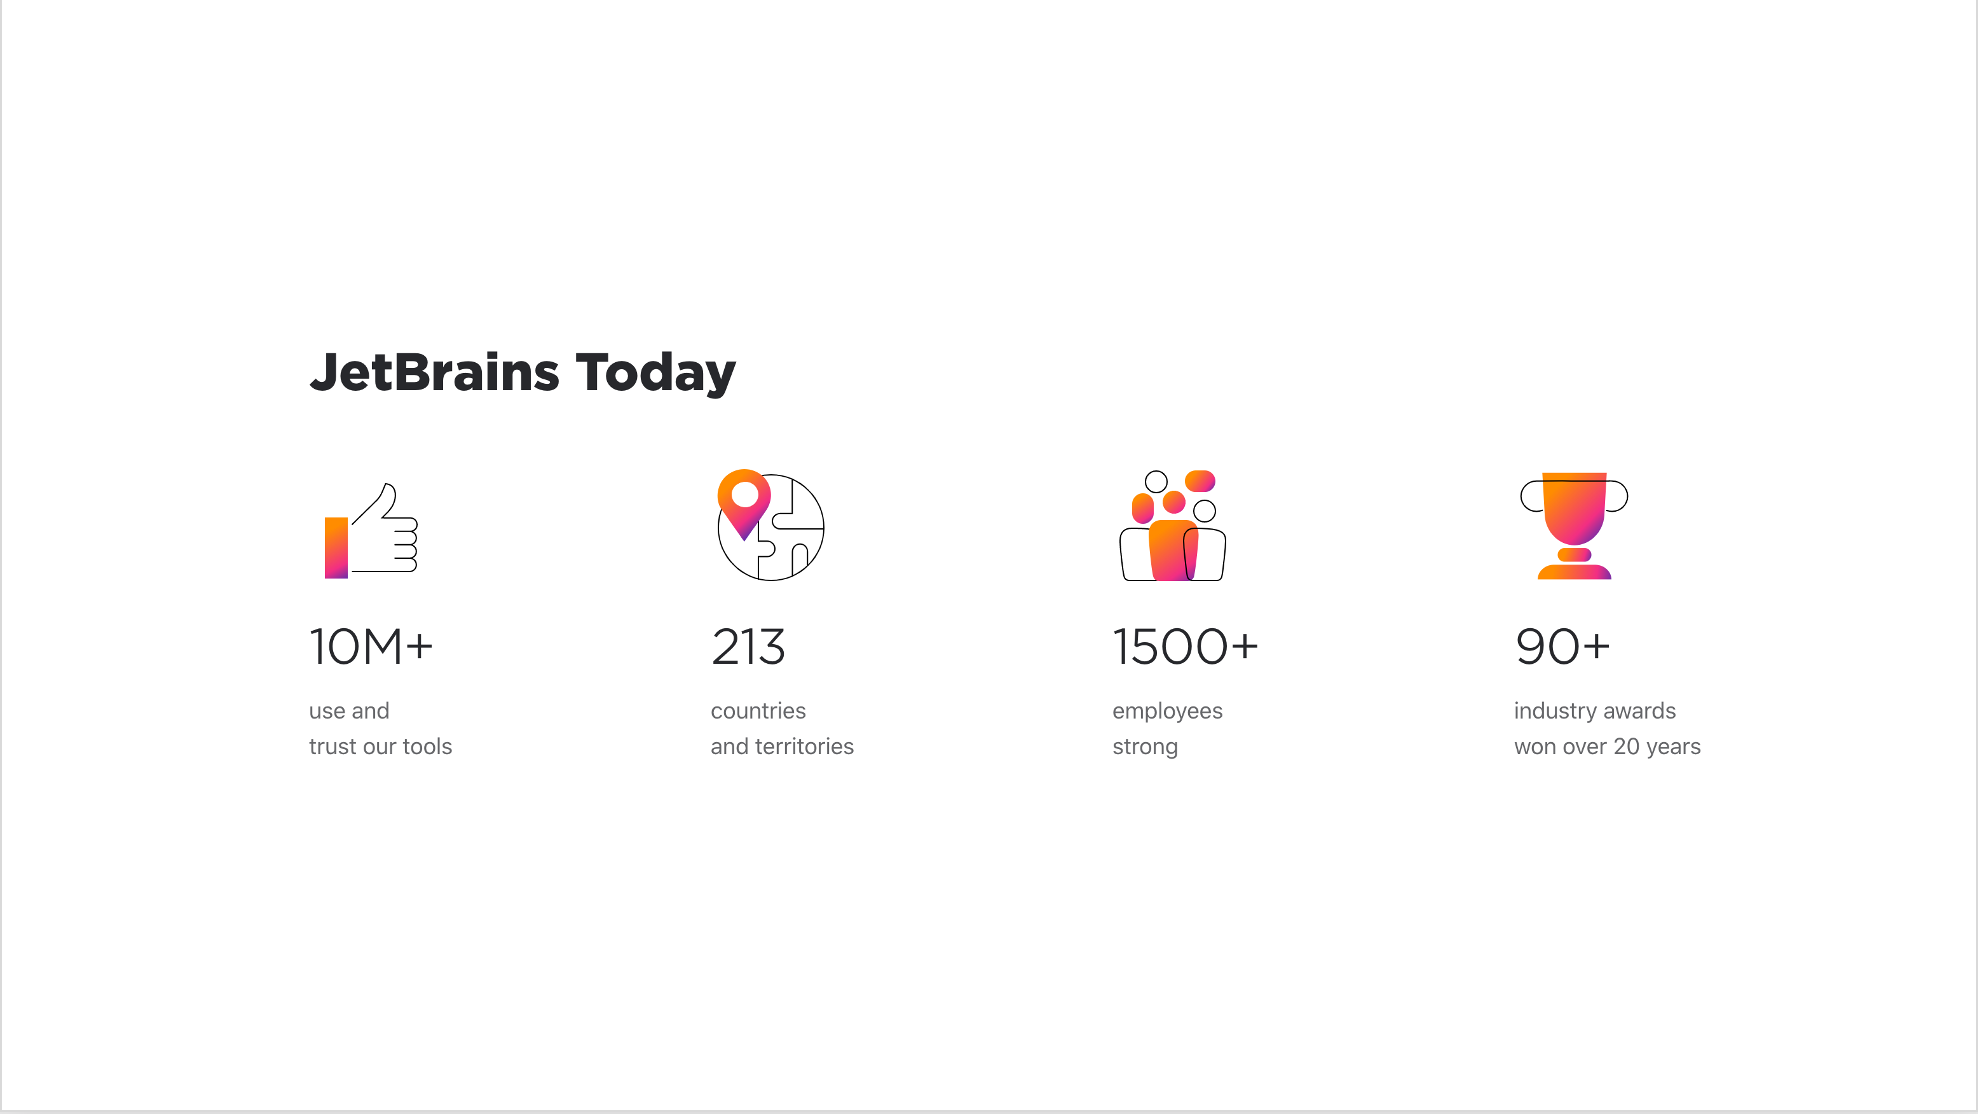 JetBrains Today
10M+
use and
trust our tools
213
countries
and territories
1500+
employees
strong
90+
industry awards
won over 20 years